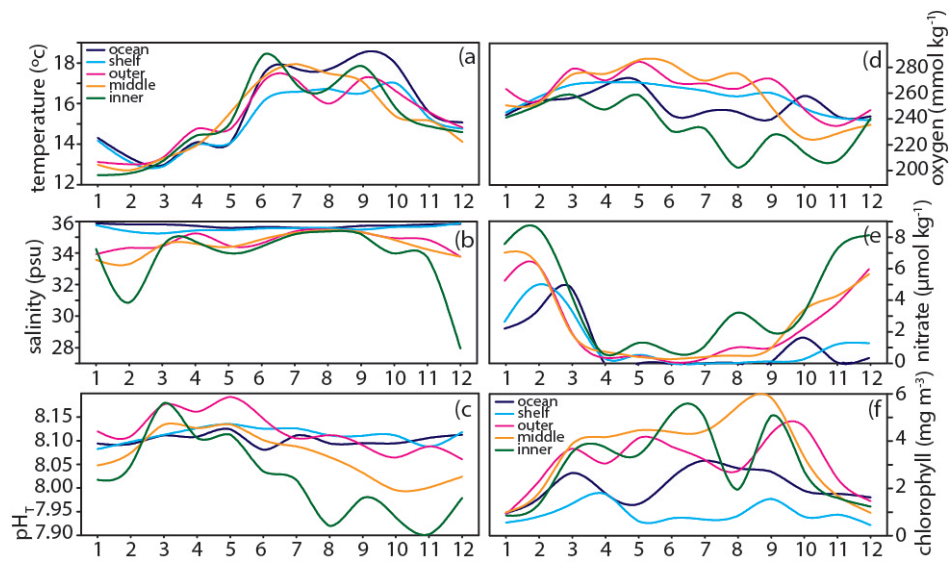 (a)
temperature (°c)
18
16
14
12
ocean
shelf
outer
middle
inner
1 2 3 4 5 6 7 8 9 10 11 12
(d)
oxygen (mmol kg⁻¹)
280
260
240
220
200
1 2 3 4 5 6 7 8 9 10 11 12
(b)
salinity (psu)
36
34
32
30
28
1 2 3 4 5 6 7 8 9 10 11 12
(e)
nitrate (µmol kg⁻¹)
8
6
4
2
0
1 2 3 4 5 6 7 8 9 10 11 12
(c)
pHT
8.15
8.10
8.05
8.00
7.95
7.90
1 2 3 4 5 6 7 8 9 10 11 12
(f)
chlorophyll (mg m⁻³)
6
4
2
0
ocean
shelf
outer
middle
inner
1 2 3 4 5 6 7 8 9 10 11 12